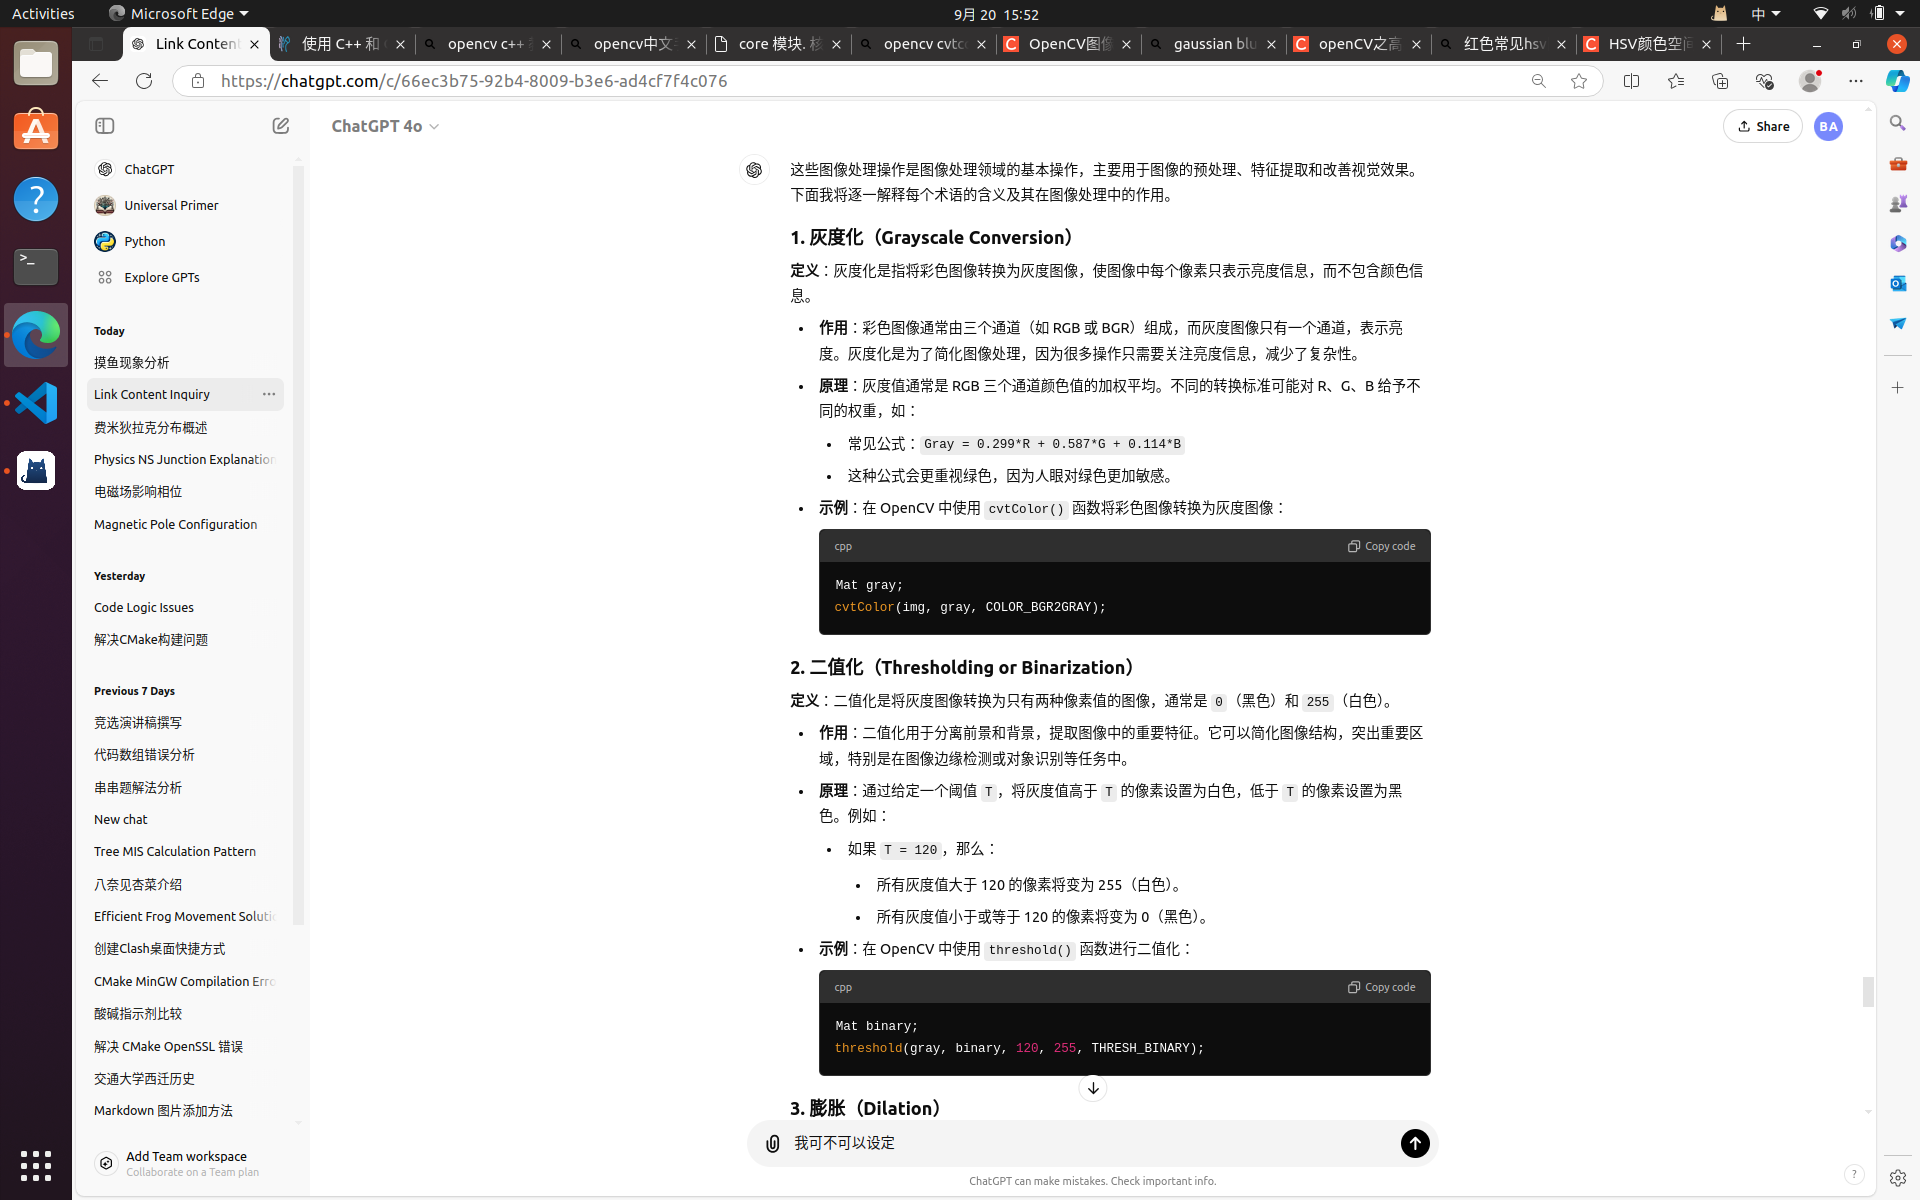 Activities
Microsoft Edge
9月 20 15:52
中
Link Content
使用 C++ 和
opencv c++
opencv中文
core 模块. 核
opencv cvtc
OpenCV图像
gaussian blu
openCV之高
红色常见hsv
HSV颜色空间
https://chatgpt.com/c/66ec3b75-92b4-8009-b3e6-ad4cf7f4c076
ChatGPT 4o
Share
BA
ChatGPT
Universal Primer
Python
Explore GPTs
Today
摸鱼现象分析
Link Content Inquiry
费米狄拉克分布概述
Physics NS Junction Explanation
电磁场影响相位
Magnetic Pole Configuration
Yesterday
Code Logic Issues
解决CMake构建问题
Previous 7 Days
竞选演讲稿撰写
代码数组错误分析
串串题解法分析
New chat
Tree MIS Calculation Pattern
八奈见杏菜介绍
Efficient Frog Movement Soluti
创建Clash桌面快捷方式
CMake MinGW Compilation Erro
酸碱指示剂比较
解决 CMake OpenSSL 错误
交通大学西迁历史
Markdown 图片添加方法
Add Team workspace
Collaborate on a Team plan
这些图像处理操作是图像处理领域的基本操作，主要用于图像的预处理、特征提取和改善视觉效果。
下面我将逐一解释每个术语的含义及其在图像处理中的作用。
1. 灰度化（Grayscale Conversion）
定义：灰度化是指将彩色图像转换为灰度图像，使图像中每个像素只表示亮度信息，而不包含颜色信
息。
• 作用：彩色图像通常由三个通道（如 RGB 或 BGR）组成，而灰度图像只有一个通道，表示亮
度。灰度化是为了简化图像处理，因为很多操作只需要关注亮度信息，减少了复杂性。
• 原理：灰度值通常是 RGB 三个通道颜色值的加权平均。不同的转换标准可能对 R、G、B 给予不
同的权重，如：
• 常见公式：Gray = 0.299*R + 0.587*G + 0.114*B
• 这种公式会更重视绿色，因为人眼对绿色更加敏感。
• 示例：在 OpenCV 中使用 cvtColor() 函数将彩色图像转换为灰度图像：
cpp
Copy code
Mat gray;
cvtColor(img, gray, COLOR_BGR2GRAY);
2. 二值化（Thresholding or Binarization）
定义：二值化是将灰度图像转换为只有两种像素值的图像，通常是 0（黑色）和 255（白色）。
• 作用：二值化用于分离前景和背景，提取图像中的重要特征。它可以简化图像结构，突出重要区
域，特别是在图像边缘检测或对象识别等任务中。
• 原理：通过给定一个阈值 T，将灰度值高于 T 的像素设置为白色，低于 T 的像素设置为黑
色。例如：
• 如果 T = 120，那么：
• 所有灰度值大于 120 的像素将变为 255（白色）。
• 所有灰度值小于或等于 120 的像素将变为 0（黑色）。
• 示例：在 OpenCV 中使用 threshold() 函数进行二值化：
cpp
Copy code
Mat binary;
threshold(gray, binary, 120, 255, THRESH_BINARY);
3. 膨胀（Dilation）
我可不可以设定
ChatGPT can make mistakes. Check important info.
?